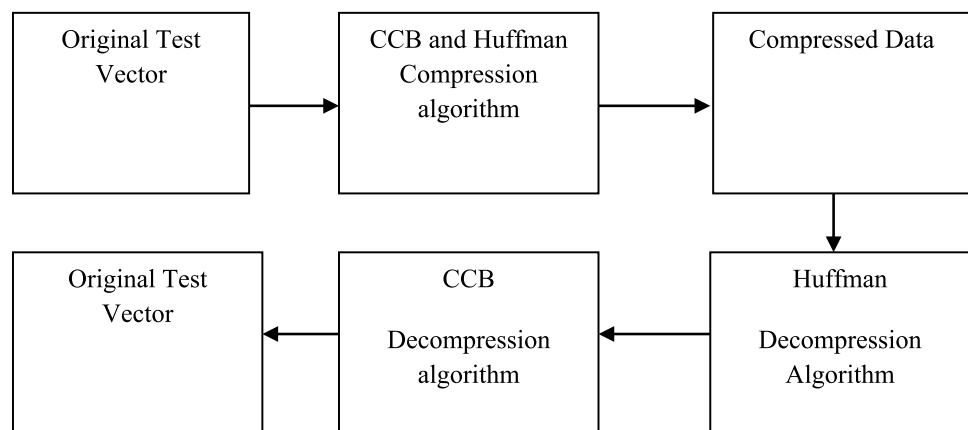 Original Test
Vector
CCB and Huffman
Compression
algorithm
Compressed Data
Original Test
Vector
CCB
Decompression
algorithm
Huffman
Decompression
Algorithm